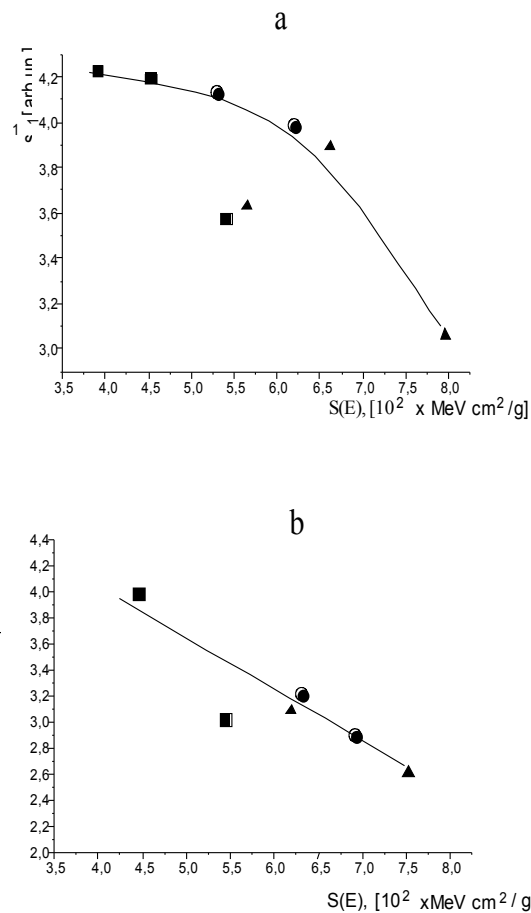 a
S⁻¹, [arb un.]
4,2
4,0
3,8
3,6
3,4
3,2
3,0
3,5 4,0 4,5 5,0 5,5 6,0 6,5 7,0 7,5 8,0
S(E), [10² x MeV cm²/g]
b
4,4
4,2
4,0
3,8
3,6
3,4
3,2
3,0
2,8
2,6
2,4
2,2
2,0
3,5 4,0 4,5 5,0 5,5 6,0 6,5 7,0 7,5 8,0
S(E), [10² xMeV cm² / g]